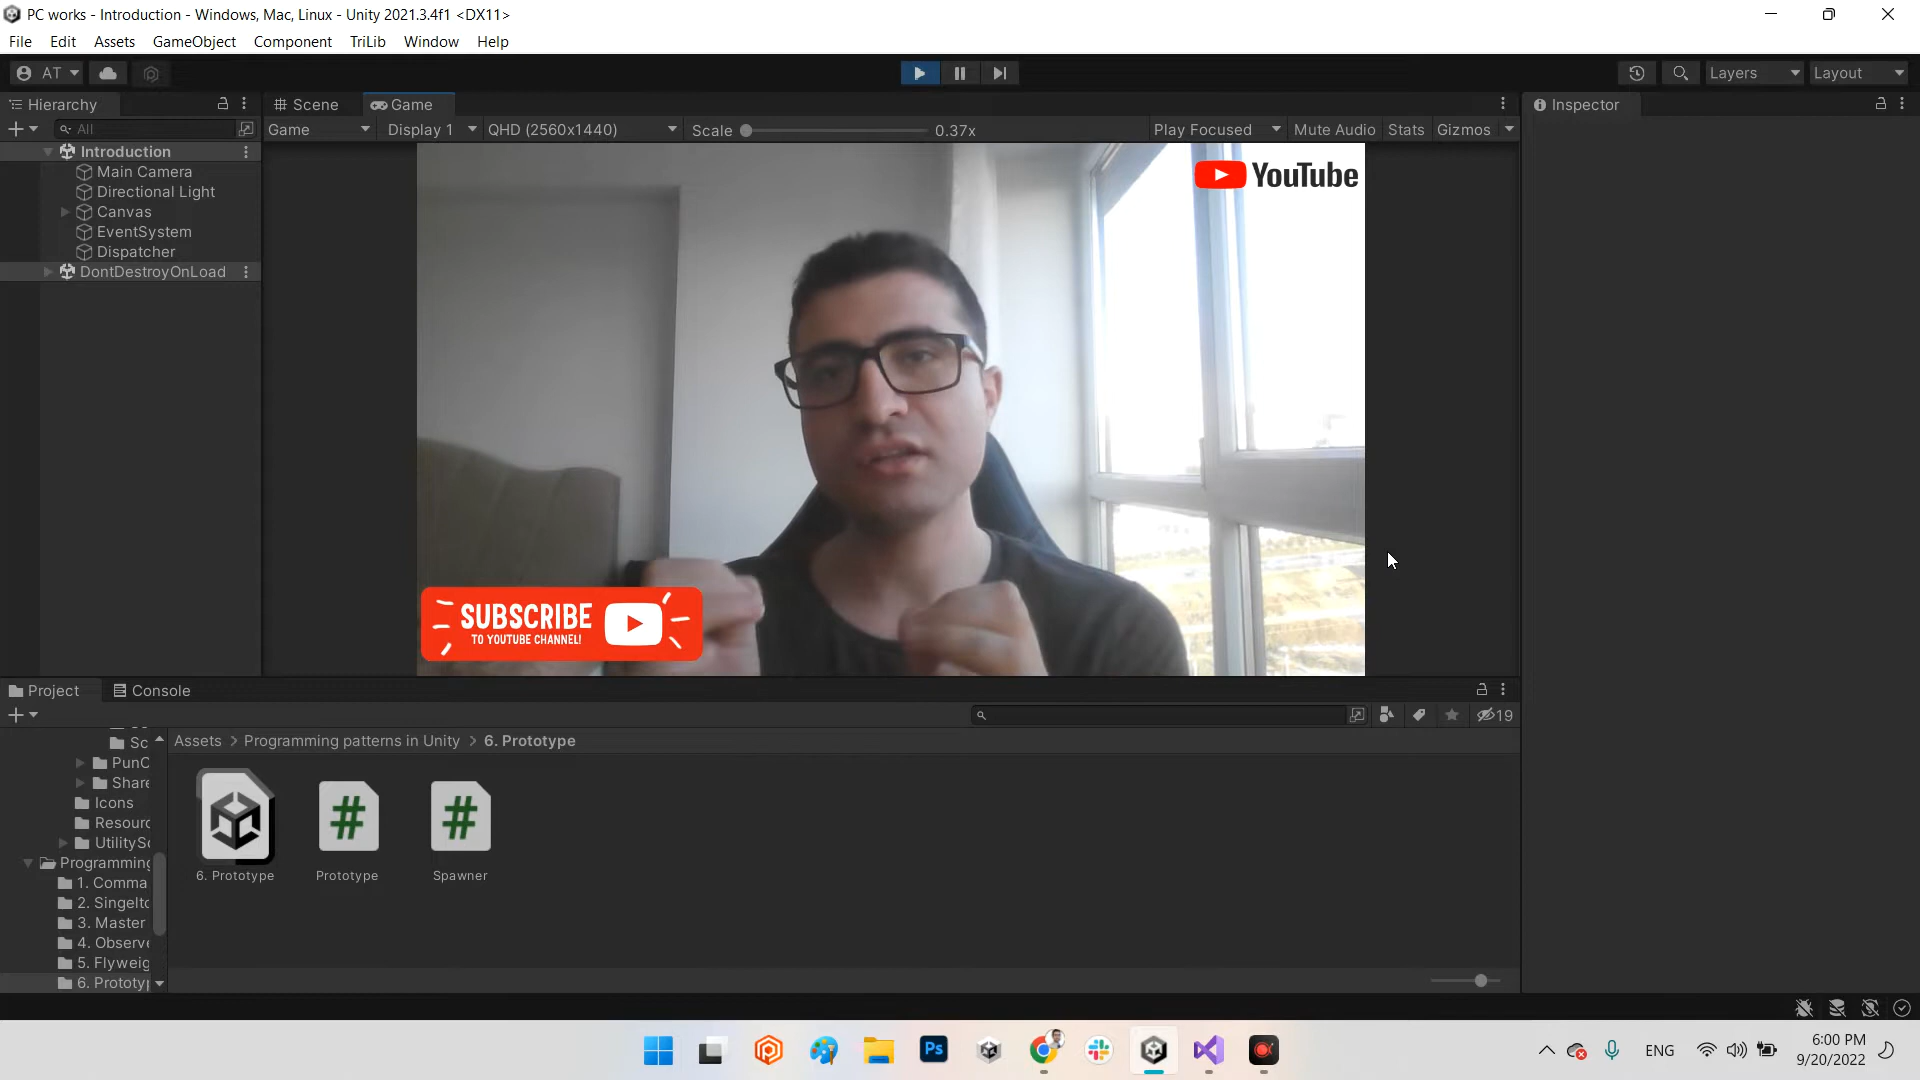 PC works - Introduction - Windows, Mac, Linux - Unity 2021.3.4f1 <DX11>
File Edit Assets GameObject Component TriLib Window Help
AT Layers Layout
Hierarchy
Scene Game
Inspector
All
Game Display 1 QHD (2560x1440) Scale 0.37x Play Focused Mute Audio Stats Gizmos
Introduction
Main Camera
Directional Light
Canvas
EventSystem
Dispatcher
DontDestroyOnLoad
YouTube
SUBSCRIBE
TO YOUTUBE CHANNEL!
Project Console
19
Assets > Programming patterns in Unity > 6. Prototype
Sc
PunC
Share
Icons
Resourc
UtilitySc
Programming
1. Comma
2. Singelto
3. Master
4. Observe
5. Flyweig
6. Prototyp
6. Prototype Prototype Spawner
Ps
ENG
6:00 PM
9/20/2022